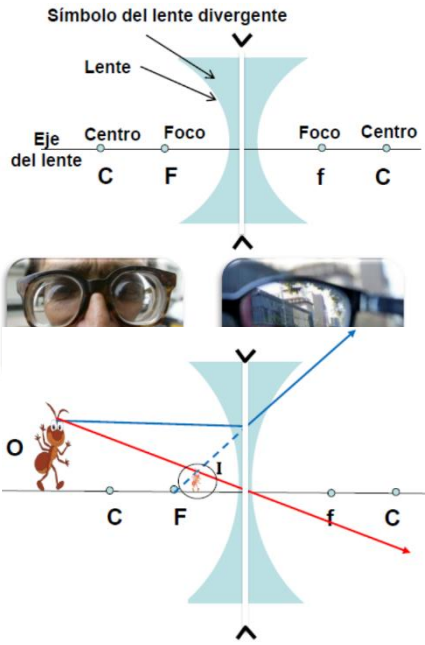 Símbolo del lente divergente
Lente
Eje del lente
Centro Foco Foco Centro
C F f C
O
I
C F f C